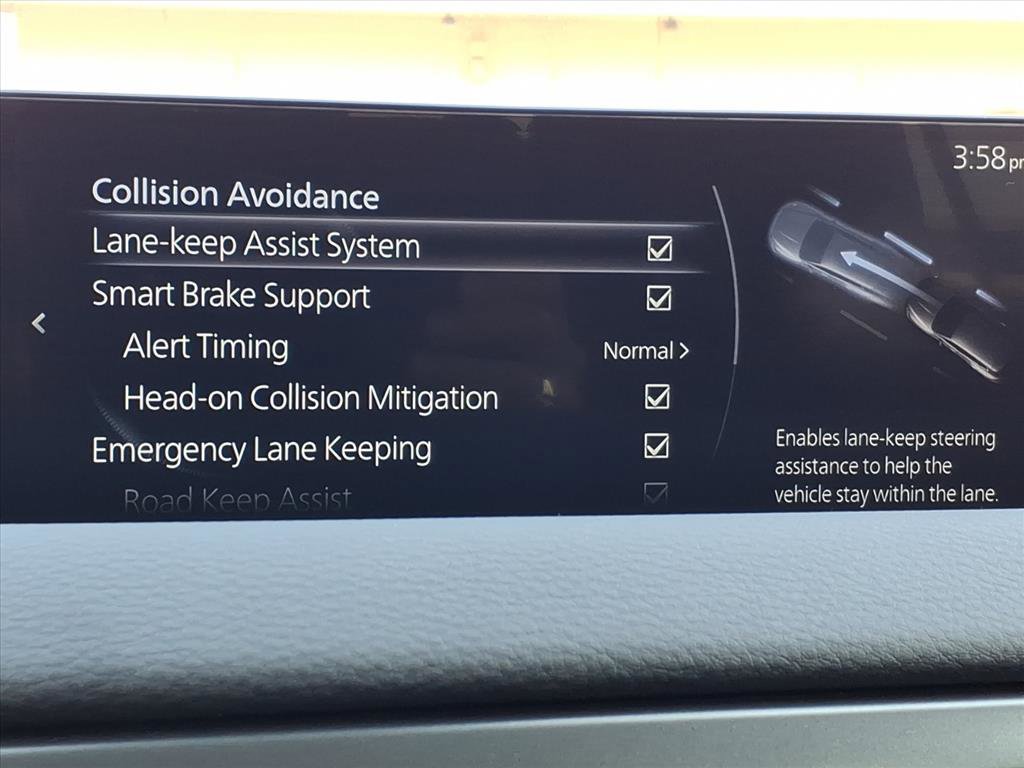 3:58
Collision Avoidance
Lane-keep Assist System
Smart Brake Support
Alert Timing
Normal >
Head-on Collision Mitigation
Emergency Lane Keeping
Road Keep Assist
Enables lane-keep steering
assistance to help the
vehicle stay within the lane.